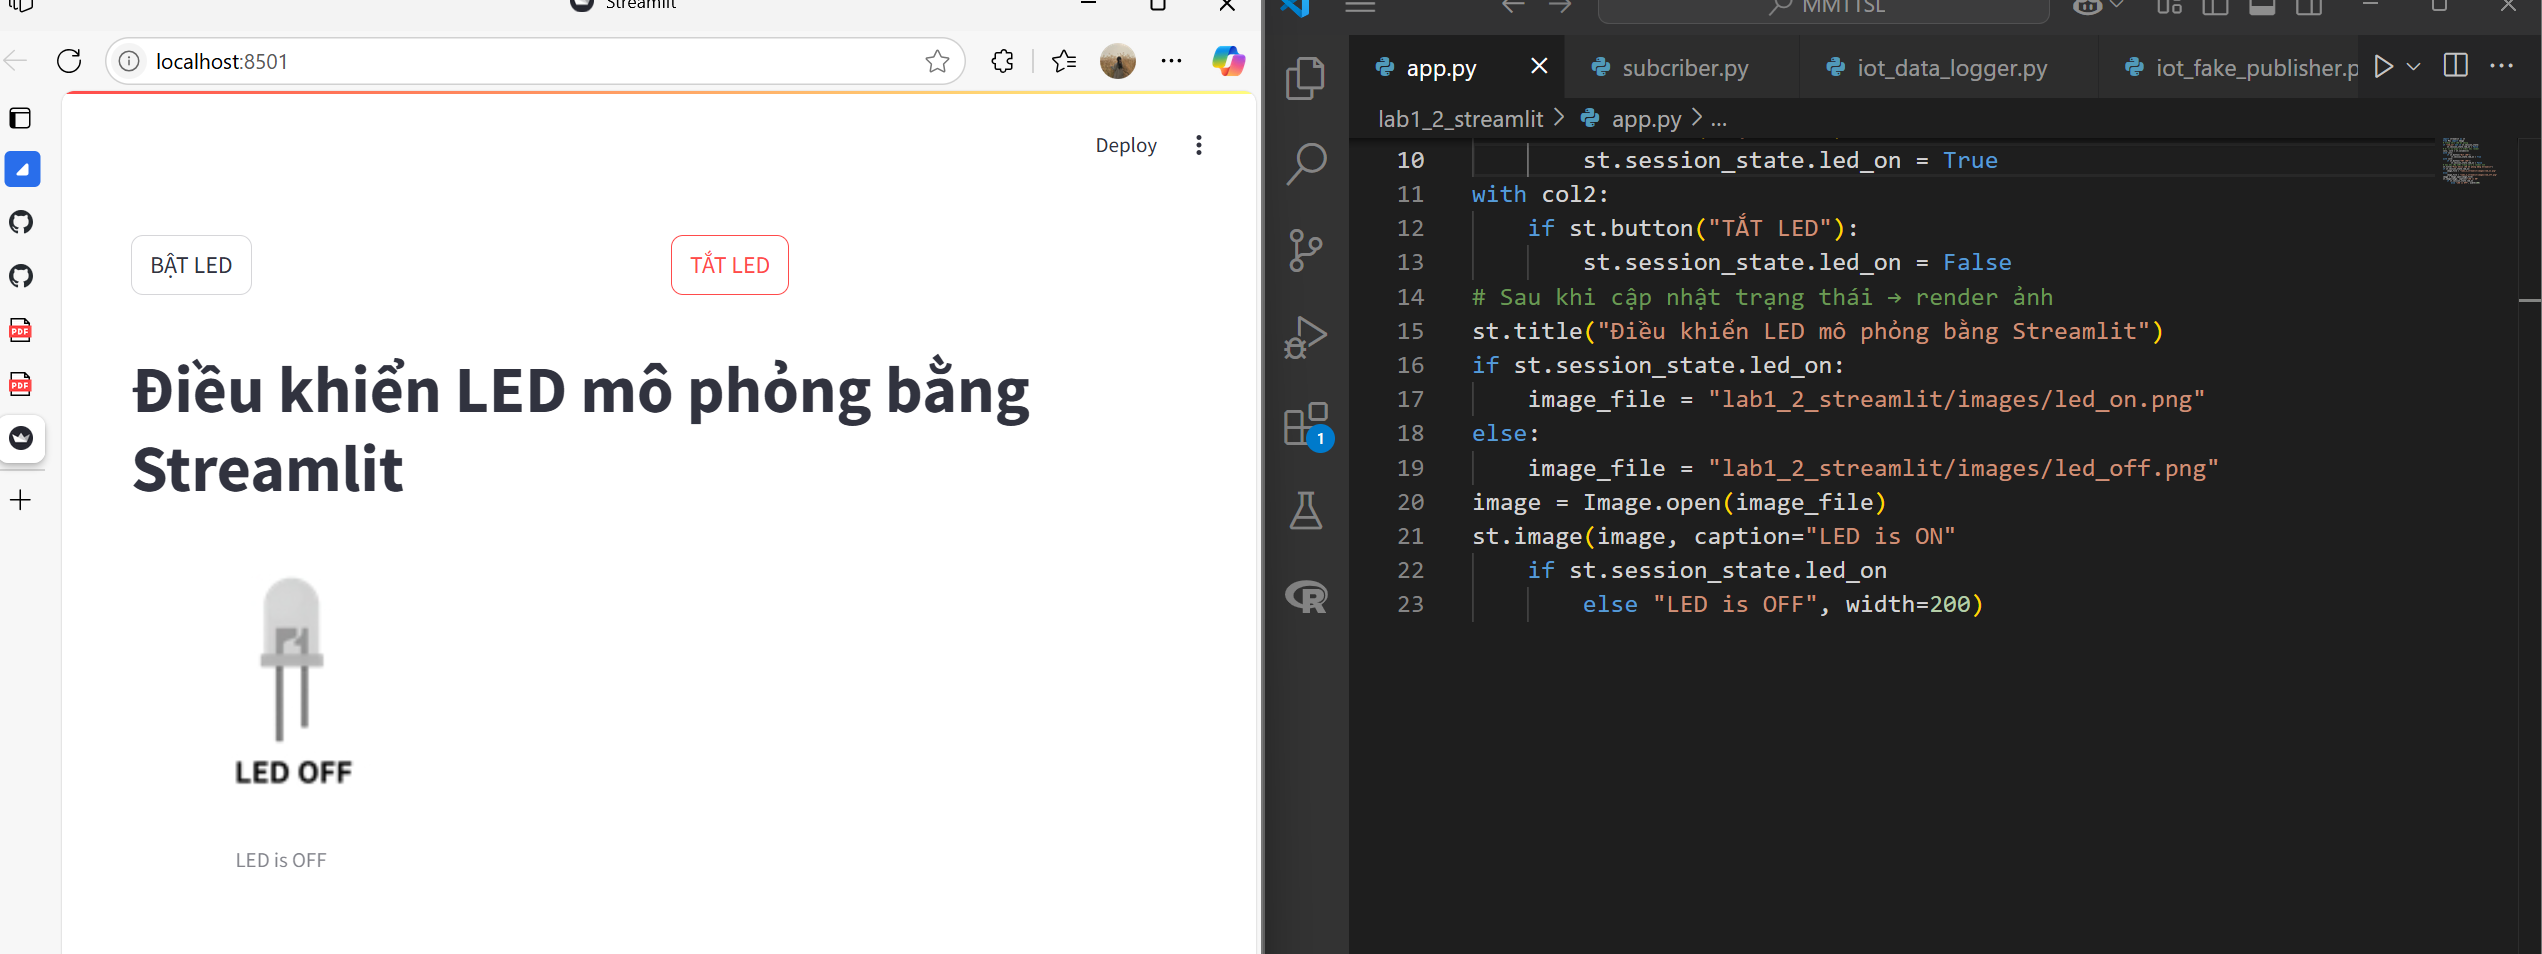 Streamlit
localhost:8501
Deploy
BẬT LED
TẮT LED
Điều khiển LED mô phỏng bằng
Streamlit
LED OFF
LED is OFF
PDF
PDF
MMTTSL
app.py
subcriber.py
iot_data_logger.py
iot_fake_publisher.p
lab1_2_streamlit > app.py > ...
1
10 st.session_state.led_on = True
11 with col2:
12 if st.button("TẮT LED"):
13 st.session_state.led_on = False
14 # Sau khi cập nhật trạng thái → render ảnh
15 st.title("Điều khiển LED mô phỏng bằng Streamlit")
16 if st.session_state.led_on:
17 image_file = "lab1_2_streamlit/images/led_on.png"
18 else:
19 image_file = "lab1_2_streamlit/images/led_off.png"
20 image = Image.open(image_file)
21 st.image(image, caption="LED is ON"
22 if st.session_state.led_on
23 else "LED is OFF", width=200)